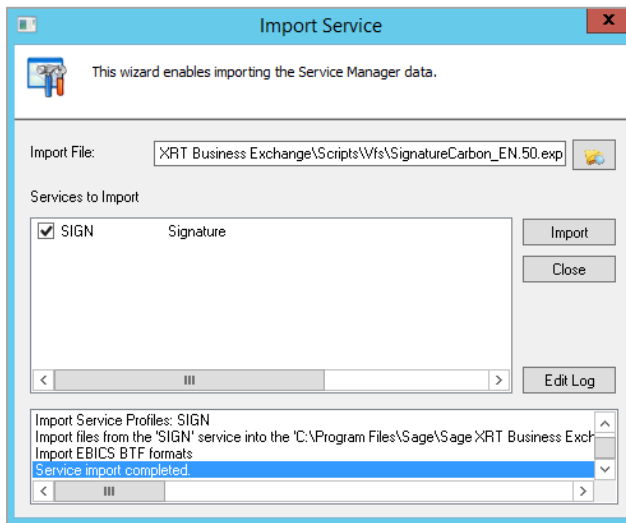 Import Service
x
This wizard enables importing the Service Manager data.
Import File:
XRT Business Exchange\Scripts\Vfs\SignatureCarbon_EN.50.exp
Services to Import
SIGN Signature
Import
Close
Edit Log
Import Service Profiles: SIGN
Import files from the 'SIGN' service into the 'C:\Program Files\Sage\Sage XRT Business Exch
Import EBICS BTF formats
Service import completed.